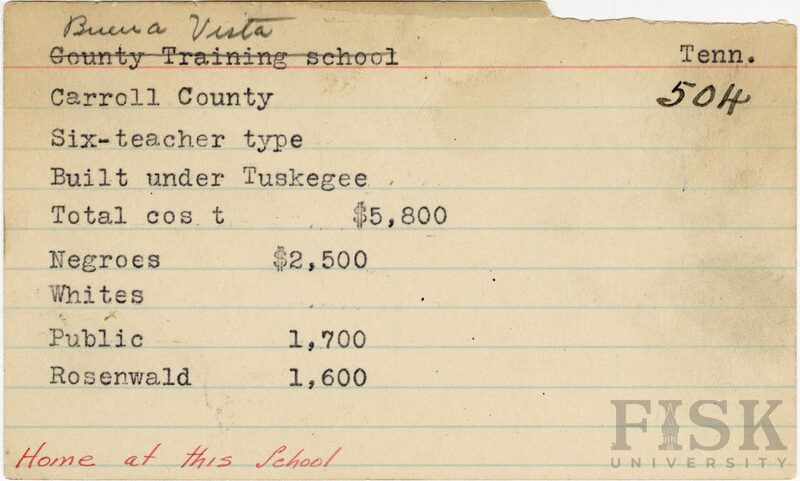 Buena Vista
County Training school Tenn.
Carroll County 504
Six-teacher type
Built under Tuskegee
Total cos t $5,800
Negroes $2,500
Whites
Public 1,700
Rosenwald 1,600
Home at this School
FISK
UNIVERSITY